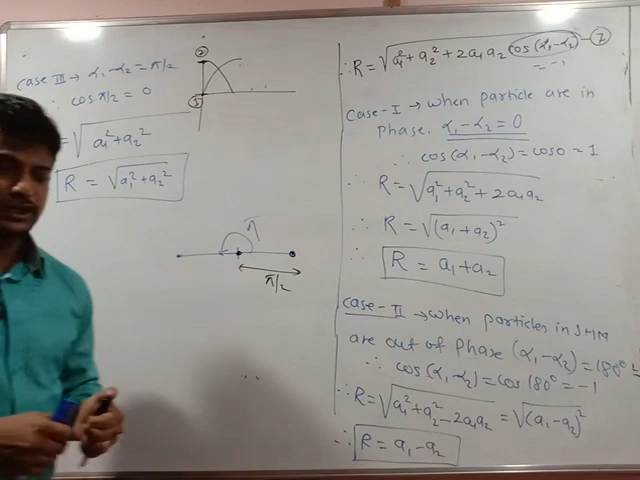 Case III → α₁-α₂ = π/2
∴ cos π/2 = 0
= √a₁²+a₂²
R = √a₁²+a₂²
π
π/2
∴ R = √a₁²+a₂²+2a₁a₂ cos(α₁-α₂) — 7
= -1
Case-I → when particle are in
phase. α₁-α₂ = 0
∴ cos(α₁-α₂) = cos0 = 1
∴ R = √a₁²+a₂²+2a₁a₂
∴ R = √(a₁+a₂)²
∴ R = a₁+a₂
Case-II → when particles in SHM
are out of phase (α₁-α₂) = 180°
∴ cos(α₁-α₂) = cos 180° = -1
∴ R = √a₁²+a₂²-2a₁a₂ = √(a₁-a₂)²
∴ R = a₁-a₂